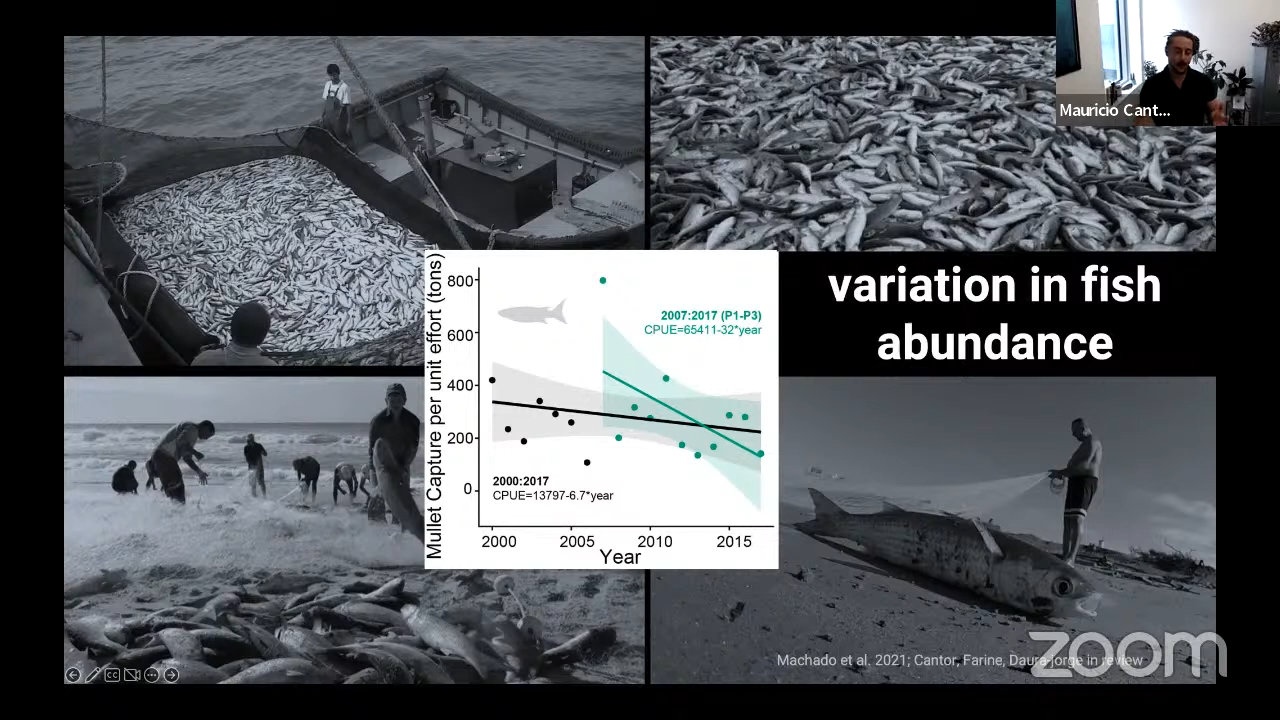 Mauricio Cant...
variation in fish
abundance
Mullet Capture per unit effort (tons)
800
600
400
200
0
2007:2017 (P1-P3)
CPUE=65411-32*year
2000:2017
CPUE=13797-6.7*year
2000
2005
2010
2015
Year
Machado et al. 2021; Cantor, Farine, Daura-Jorge in review
zoom
CC